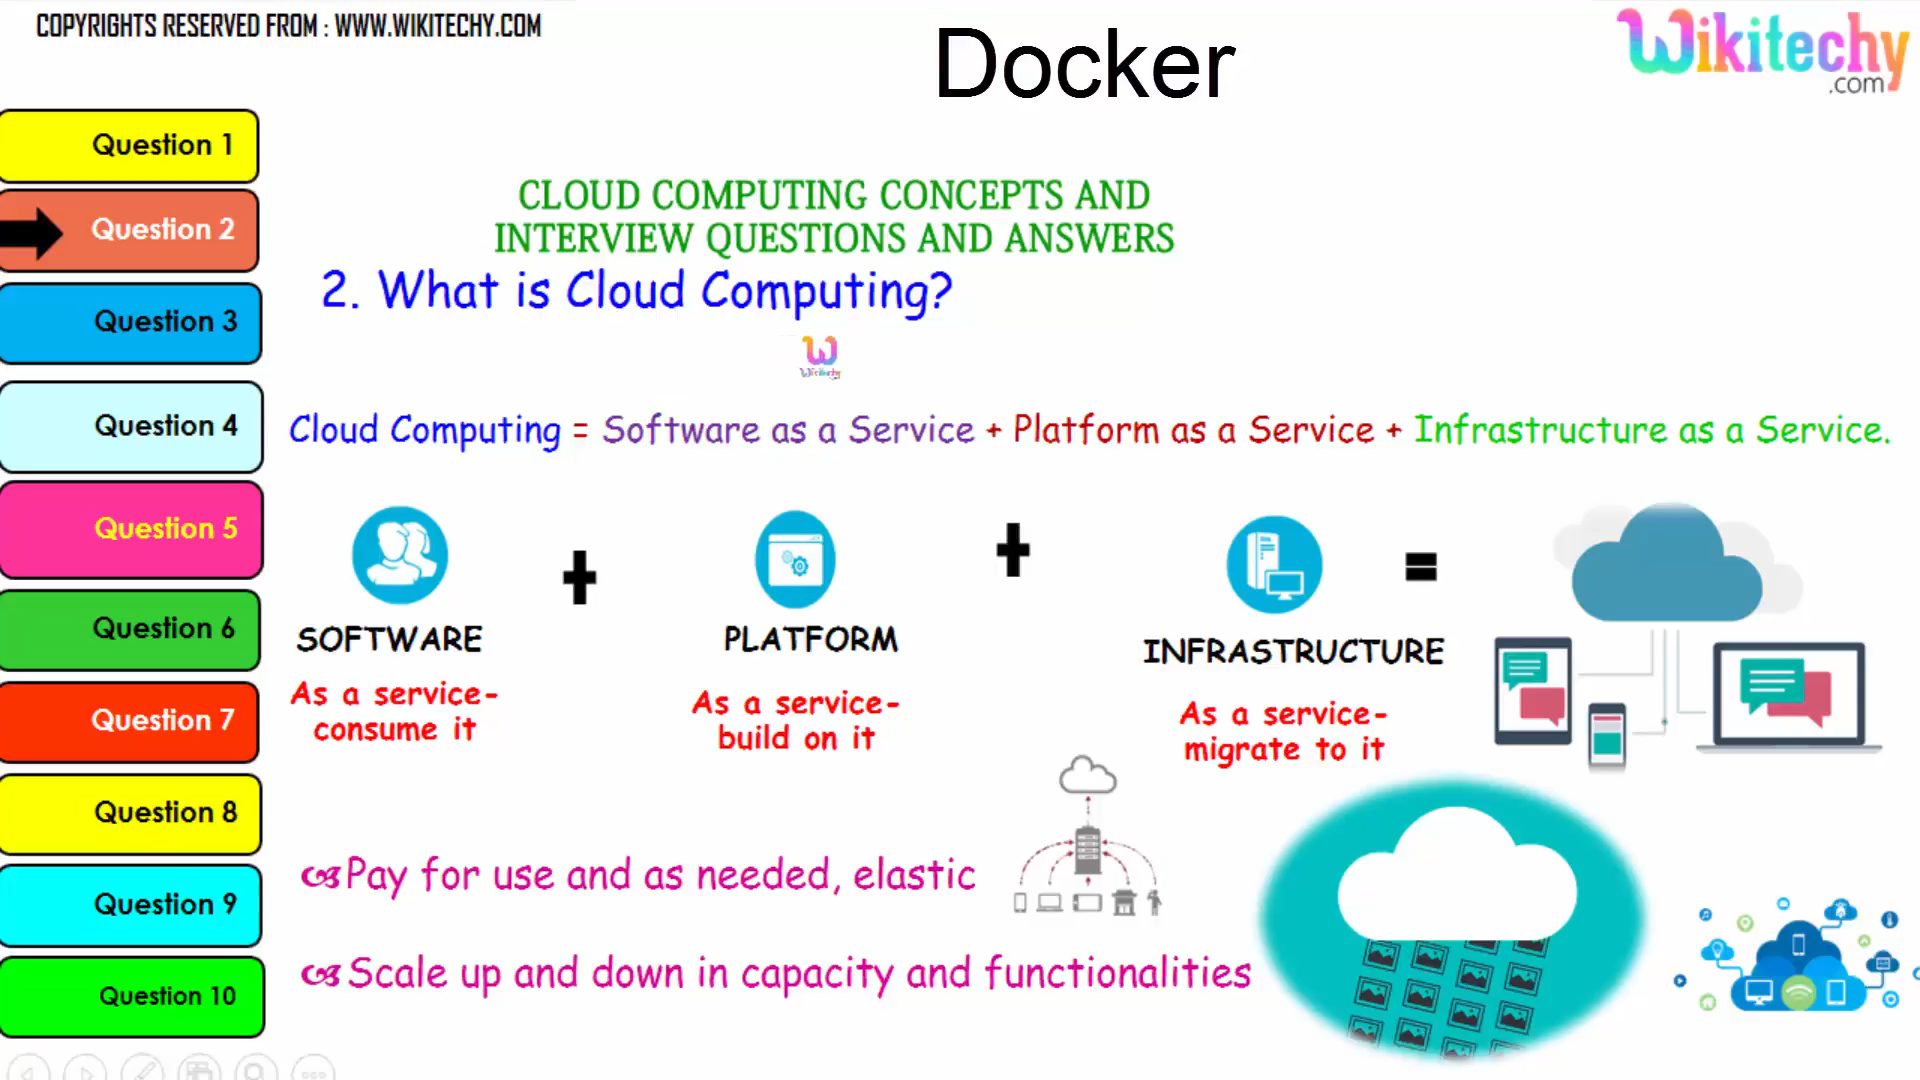 COPYRIGHTS RESERVED FROM : WWW.WIKITECHY.COM
Docker
Wikitechy
.com
Question 1
Question 2
Question 3
Question 4
Question 5
Question 6
Question 7
Question 8
Question 9
Question 10
CLOUD COMPUTING CONCEPTS AND
INTERVIEW QUESTIONS AND ANSWERS
2. What is Cloud Computing?
Wikitechy
Cloud Computing = Software as a Service + Platform as a Service + Infrastructure as a Service.
SOFTWARE
As a service-
consume it
+
PLATFORM
As a service-
build on it
+
INFRASTRUCTURE
As a service-
migrate to it
=
Pay for use and as needed, elastic
Scale up and down in capacity and functionalities